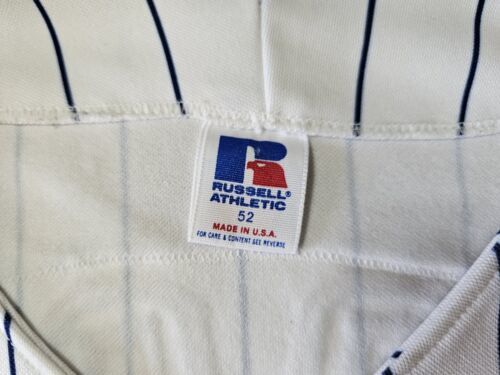 R
RUSSELL®
ATHLETIC
52
MADE IN U.S.A.
FOR CARE & CONTENT SEE REVERSE